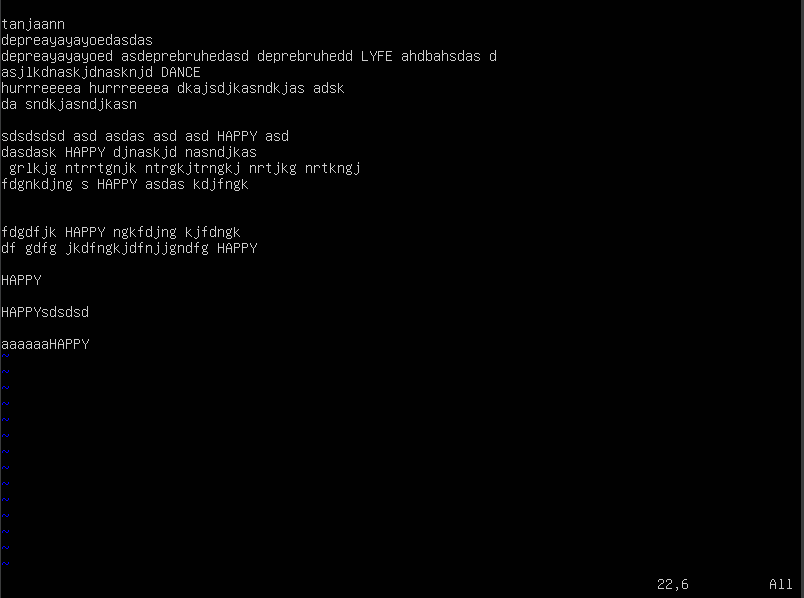 tanjaann
depreayayayoedasdas
depreayayayoed asdeprebruhedasd deprebruhedd LYFE ahdbahsdas d
asjlkdnaskjdnasknjd DANCE
hurrreeeea hurrreeeea dkajsdjkasndkjas adsk
da sndkjasndjkasn
sdsdsdsd asd asdas asd asd HAPPY asd
dasdask HAPPY djnaskjd nasndjkas
grlkjg ntrrtgnjk ntrgkjtrngkj nrtjkg nrtkngj
fdgnkdjng s HAPPY asdas kdjfngk
fdgdfjk HAPPY ngkfdjng kjfdngk
df gdfg jkdfngkjdfnjjgndfg HAPPY
HAPPY
HAPPYsdsdsd
aaaaaaHAPPY
~
~
~
~
~
~
~
~
~
~
~
~
~
~
22,6 All